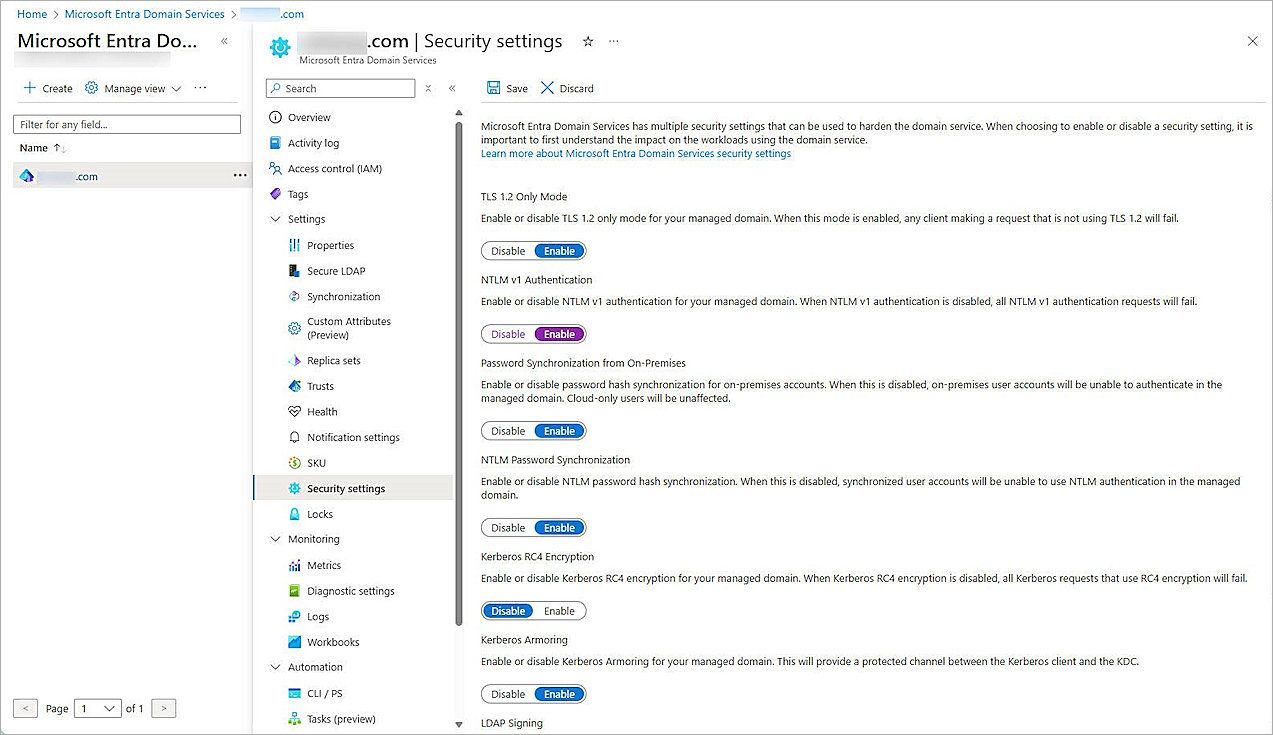 Home > Microsoft Entra Domain Services > .com
Microsoft Entra Do... «
+ Create Manage view ...
Filter for any field...
Name ↑↓
.com ...
< Page 1 of 1 >
.com | Security settings ☆ ...
Microsoft Entra Domain Services
Search «
Overview
Activity log
Access control (IAM)
Tags
Settings
Properties
Secure LDAP
Synchronization
Custom Attributes
(Preview)
Replica sets
Trusts
Health
Notification settings
SKU
Security settings
Locks
Monitoring
Metrics
Diagnostic settings
Logs
Workbooks
Automation
CLI / PS
Tasks (preview)
Save Discard
Microsoft Entra Domain Services has multiple security settings that can be used to harden the domain service. When choosing to enable or disable a security setting, it is
important to first understand the impact on the workloads using the domain service.
Learn more about Microsoft Entra Domain Services security settings
TLS 1.2 Only Mode
Enable or disable TLS 1.2 only mode for your managed domain. When this mode is enabled, any client making a request that is not using TLS 1.2 will fail.
Disable Enable
NTLM v1 Authentication
Enable or disable NTLM v1 authentication for your managed domain. When NTLM v1 authentication is disabled, all NTLM v1 authentication requests will fail.
Disable Enable
Password Synchronization from On-Premises
Enable or disable password hash synchronization for on-premises accounts. When this is disabled, on-premises user accounts will be unable to authenticate in the
managed domain. Cloud-only users will be unaffected.
Disable Enable
NTLM Password Synchronization
Enable or disable NTLM password hash synchronization. When this is disabled, synchronized user accounts will be unable to use NTLM authentication in the managed
domain.
Disable Enable
Kerberos RC4 Encryption
Enable or disable Kerberos RC4 encryption for your managed domain. When Kerberos RC4 encryption is disabled, all Kerberos requests that use RC4 encryption will fail.
Disable Enable
Kerberos Armoring
Enable or disable Kerberos Armoring for your managed domain. This will provide a protected channel between the Kerberos client and the KDC.
Disable Enable
LDAP Signing